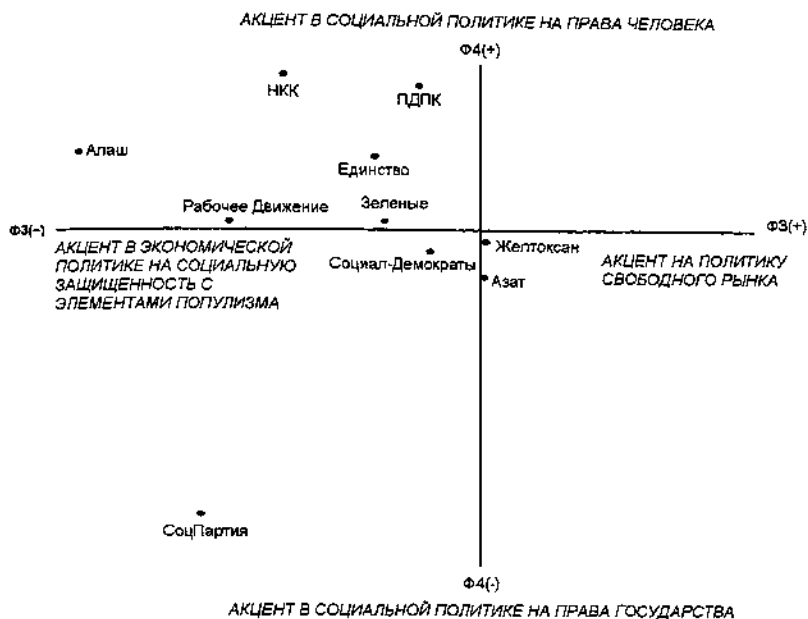 АКЦЕНТ В СОЦИАЛЬНОЙ ПОЛИТИКЕ НА ПРАВА ЧЕЛОВЕКА
Ф4(+)
НКК
ПДПК
Алаш
Единство
Рабочее Движение
Зеленые
Ф3(–)
Ф3(+)
Желтоксан
АКЦЕНТ В ЭКОНОМИЧЕСКОЙ
ПОЛИТИКЕ НА СОЦИАЛЬНУЮ
ЗАЩИЩЕННОСТЬ С
ЭЛЕМЕНТАМИ ПОПУЛИЗМА
Социал-Демократы
Азат
АКЦЕНТ НА ПОЛИТИКУ
СВОБОДНОГО РЫНКА
СоцПартия
Ф4(-)
АКЦЕНТ В СОЦИАЛЬНОЙ ПОЛИТИКЕ НА ПРАВА ГОСУДАРСТВА